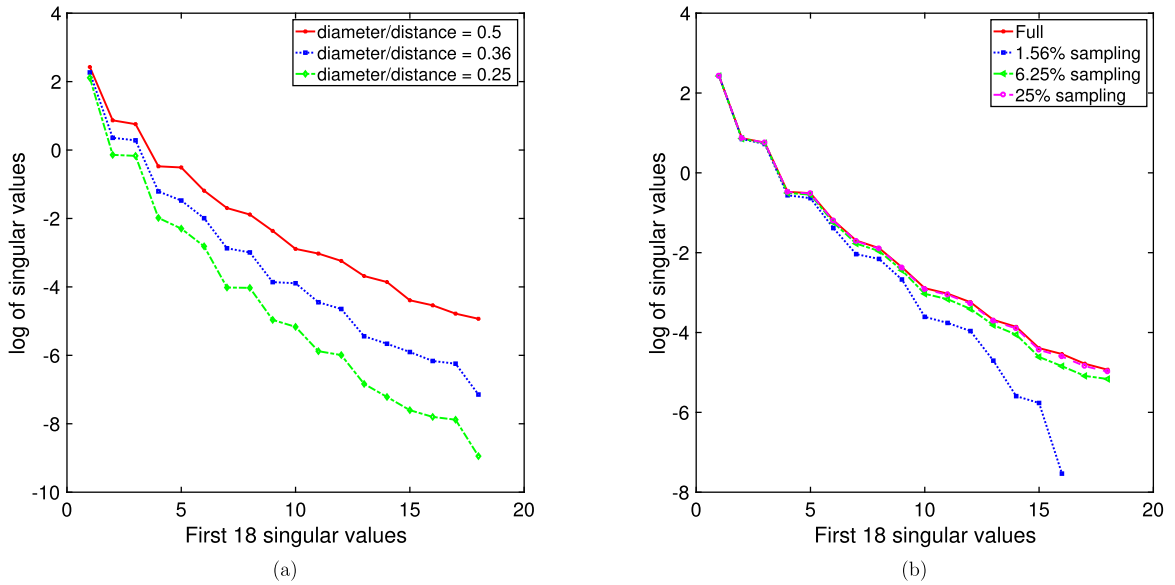 4
2
0
-2
-4
-6
-8
-10
0
5
10
15
20
log of singular values
First 18 singular values
diameter/distance = 0.5
diameter/distance = 0.36
diameter/distance = 0.25
(a)
4
2
0
-2
-4
-6
-8
0
5
10
15
20
log of singular values
First 18 singular values
Full
1.56% sampling
6.25% sampling
25% sampling
(b)